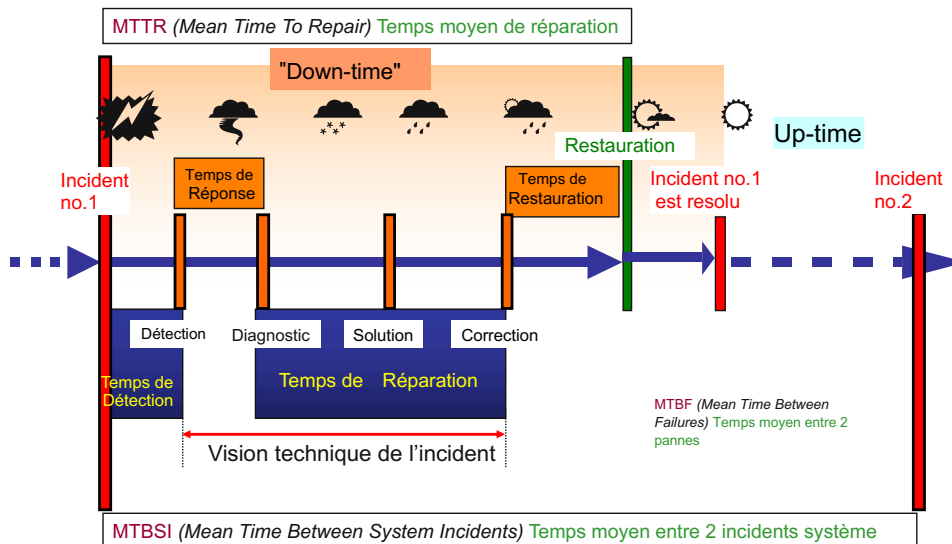 MTTR (Mean Time To Repair) Temps moyen de réparation
"Down-time"
Up-time
Restauration
Temps de
Réponse
Temps de
Restauration
Incident
no.1
Incident no.1
est resolu
Incident
no.2
Détection
Diagnostic
Solution
Correction
Temps de
Détection
Temps de Réparation
MTBF (Mean Time Between
Failures) Temps moyen entre 2
pannes
Vision technique de l'incident
MTBSI (Mean Time Between System Incidents) Temps moyen entre 2 incidents système